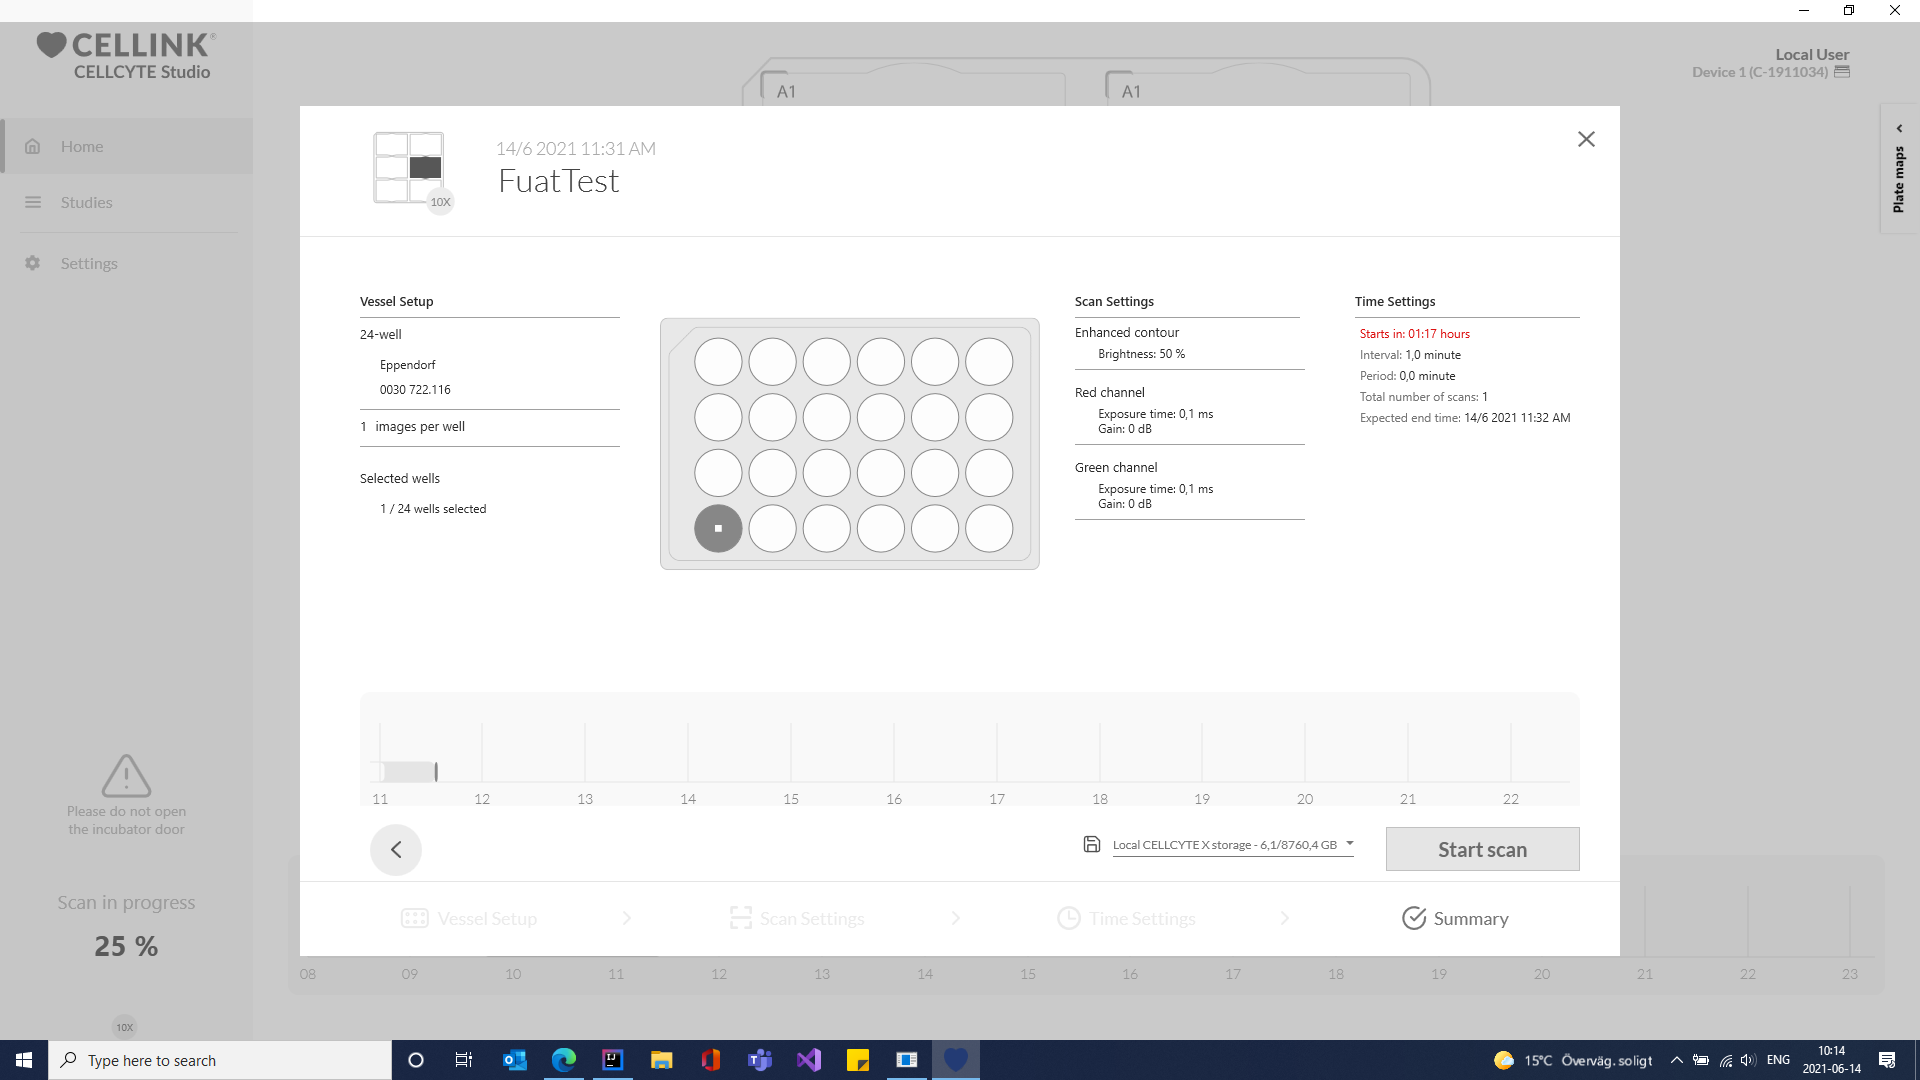 CELLINK®
CELLCYTE Studio
Home
Studies
Settings
Please do not open
the incubator door
Scan in progress
25 %
10X
Local User
Device 1 (C-1911034)
Plate maps
A1
A1
14/6 2021 11:31 AM
FuatTest
10X
Vessel Setup
24-well
Eppendorf
0030 722.116
1 images per well
Selected wells
1 / 24 wells selected
Scan Settings
Enhanced contour
Brightness: 50 %
Red channel
Exposure time: 0,1 ms
Gain: 0 dB
Green channel
Exposure time: 0,1 ms
Gain: 0 dB
Time Settings
Starts in: 01:17 hours
Interval: 1,0 minute
Period: 0,0 minute
Total number of scans: 1
Expected end time: 14/6 2021 11:32 AM
11 12 13 14 15 16 17 18 19 20 21 22
Local CELLCYTE X storage - 6,1/8760,4 GB
Start scan
Vessel Setup
Scan Settings
Time Settings
Summary
08 09 10 11 12 13 14 15 16 17 18 19 20 21 22 23
Type here to search
15°C Överväg. soligt
ENG
10:14
2021-06-14